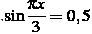 .sin πx/3 = 0,5